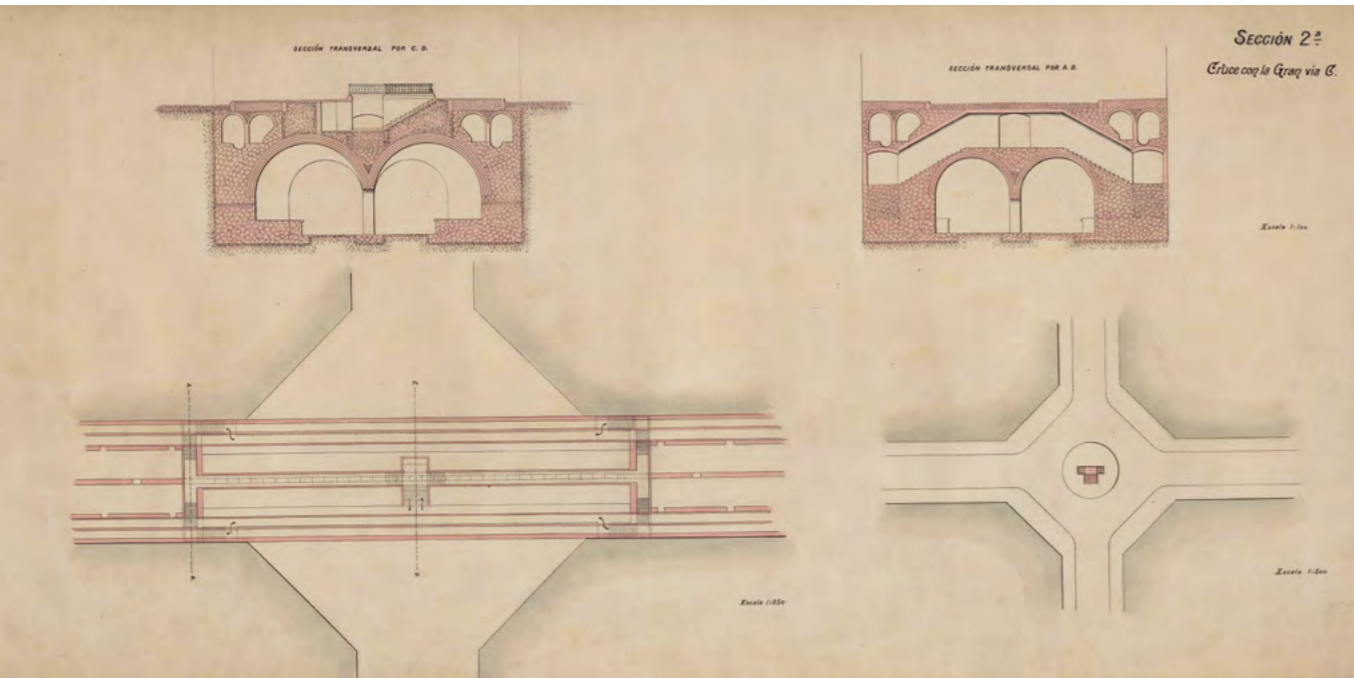 SECCIÓN 2ª
Cruce con la Gran via C.
SECCIÓN TRANSVERSAL POR C. D.
SECCIÓN TRANSVERSAL POR A. B.
Escala 1:100
Escala 1:250
Escala 1:500